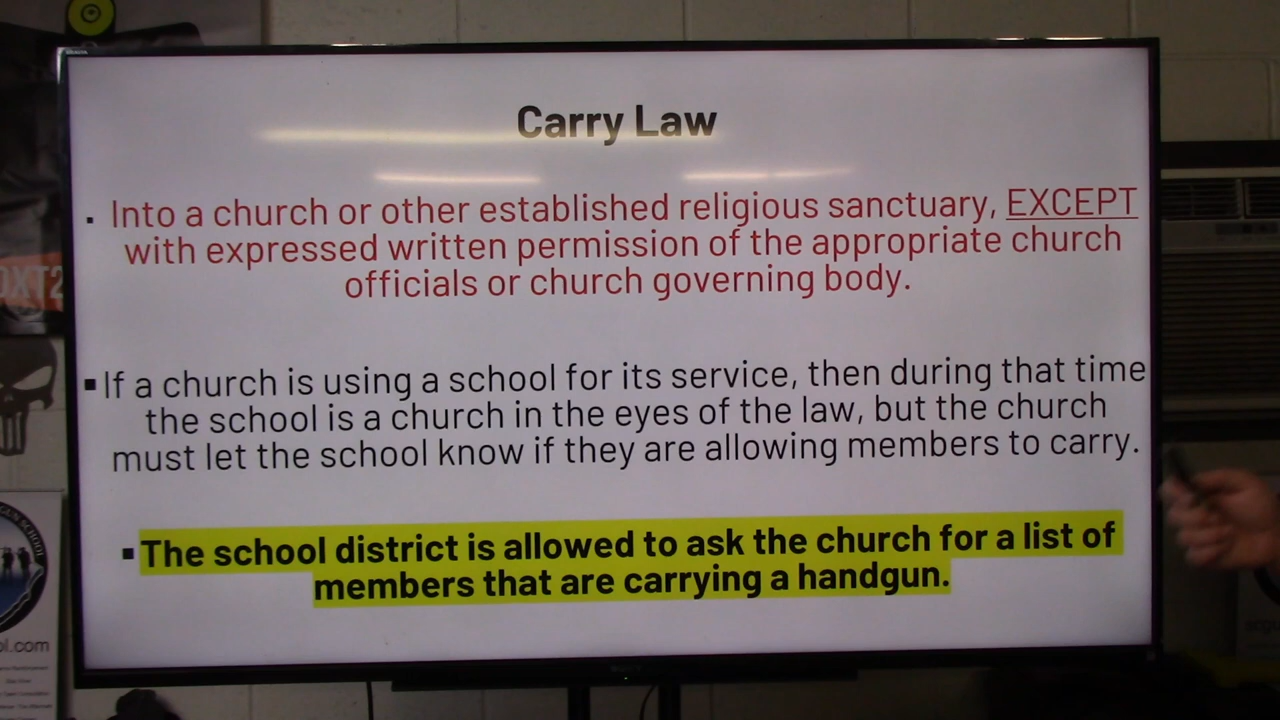 Carry Law
▪ Into a church or other established religious sanctuary, EXCEPT
with expressed written permission of the appropriate church
officials or church governing body.
▪ If a church is using a school for its service, then during that time
the school is a church in the eyes of the law, but the church
must let the school know if they are allowing members to carry.
▪ The school district is allowed to ask the church for a list of
members that are carrying a handgun.